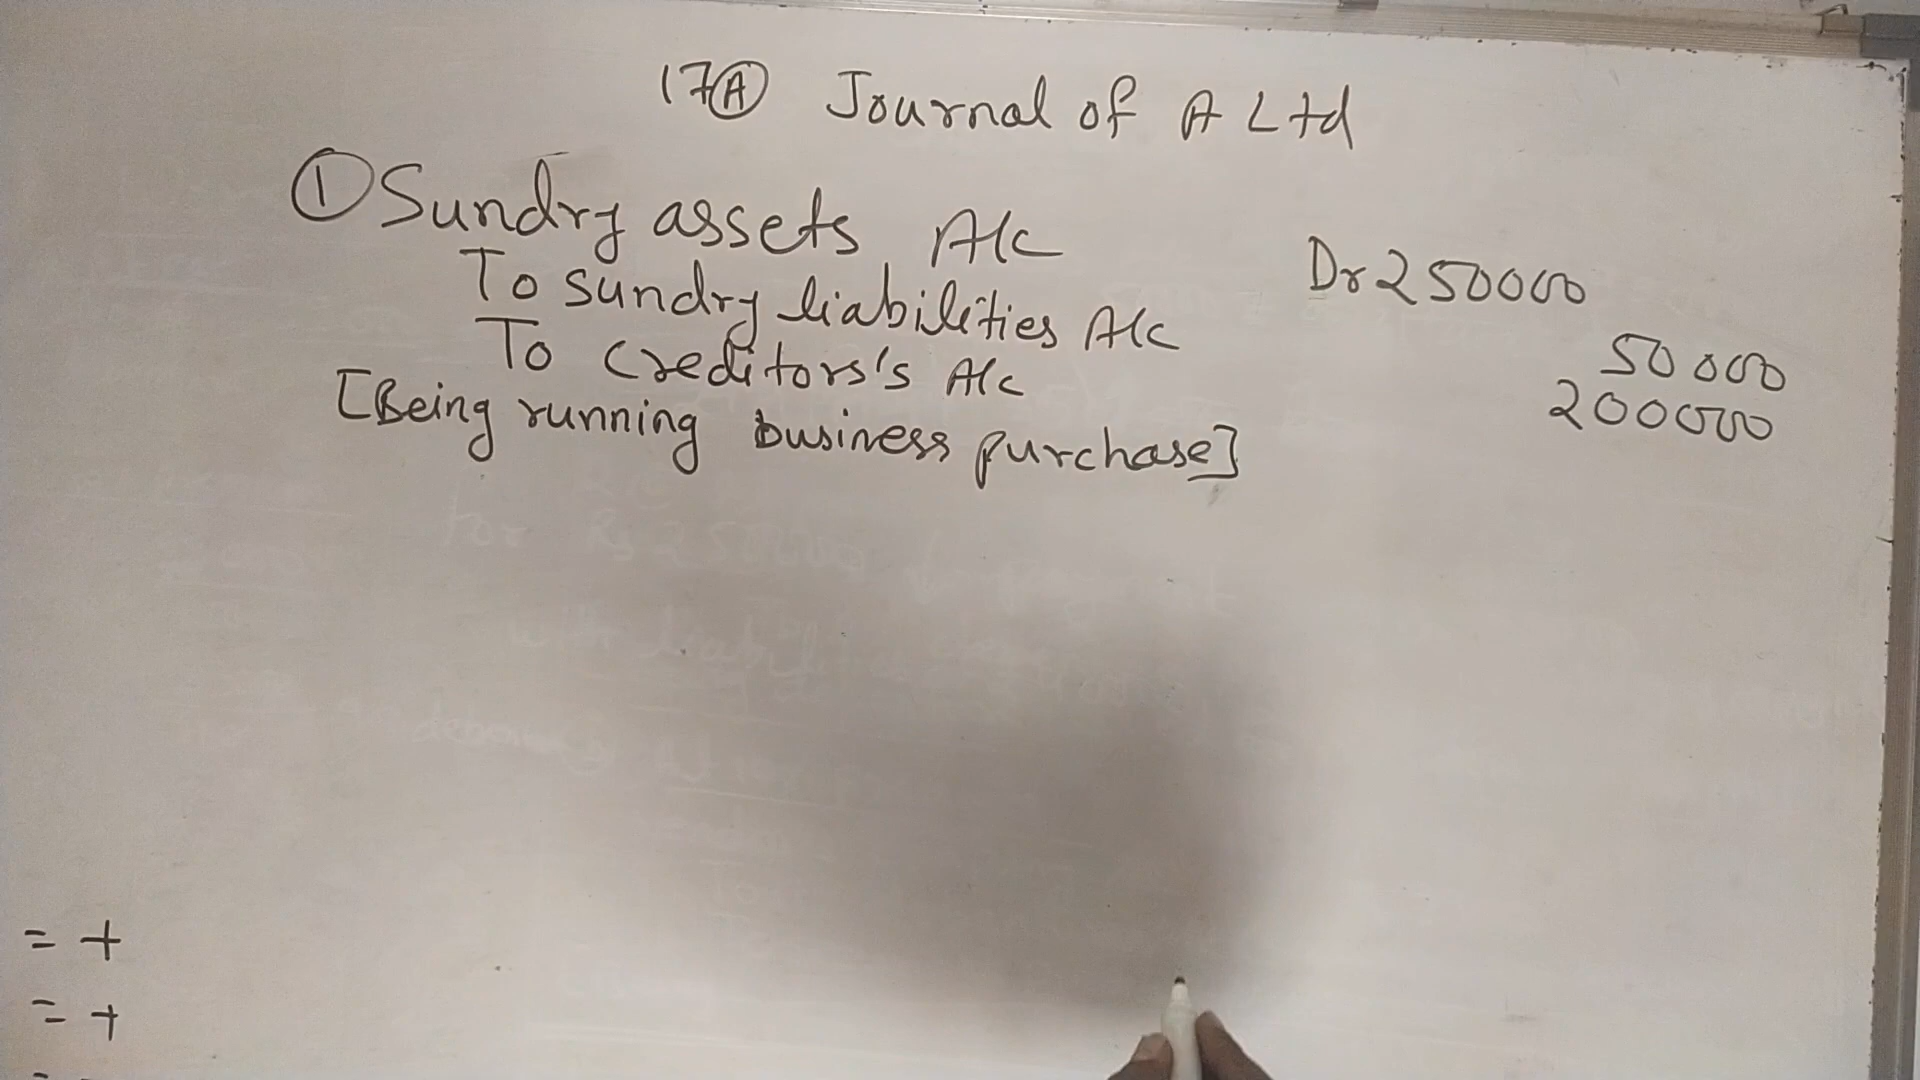 17Ⓐ Journal of A Ltd
① Sundry assets A/c Dr 250000
To sundry liabilities A/c 50000
To Creditors's A/c 200000
[Being running business purchase]
= +
= +